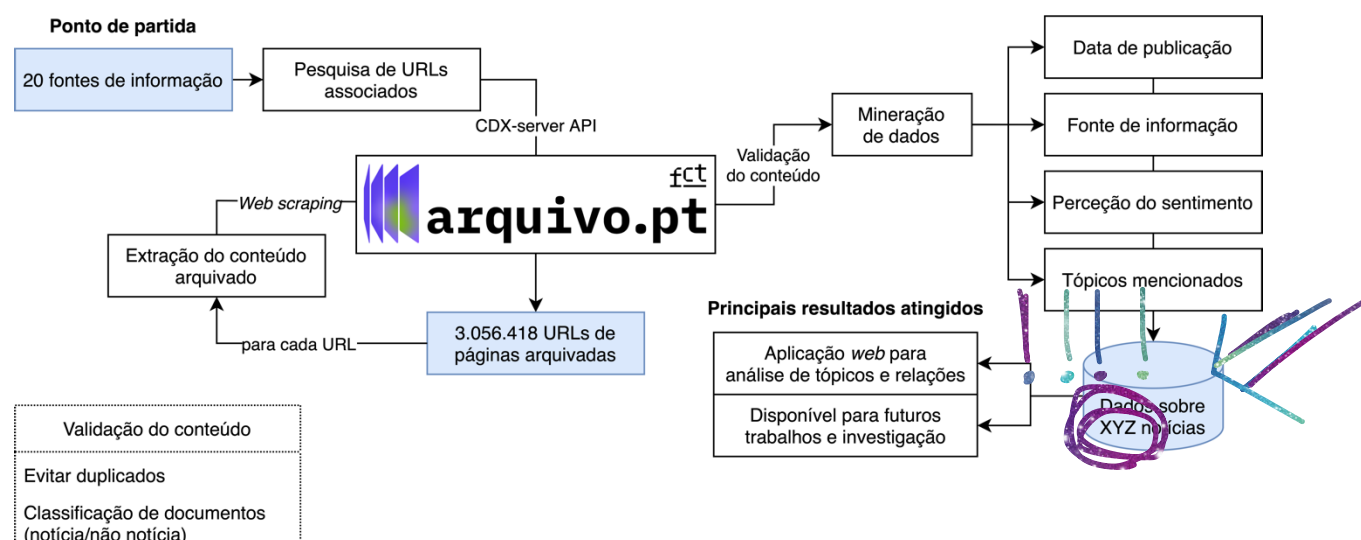 Ponto de partida
20 fontes de informação
Pesquisa de URLs
associados
CDX-server API
fct
arquivo.pt
Web scraping
Extração do conteúdo
arquivado
para cada URL
3.056.418 URLs de
páginas arquivadas
Validação
do conteúdo
Mineração
de dados
Data de publicação
Fonte de informação
Perceção do sentimento
Tópicos mencionados
Principais resultados atingidos
Aplicação web para
análise de tópicos e relações
Disponível para futuros
trabalhos e investigação
Dados sobre
XYZ notícias
Validação do conteúdo
Evitar duplicados
Classificação de documentos
(notícia/não notícia)